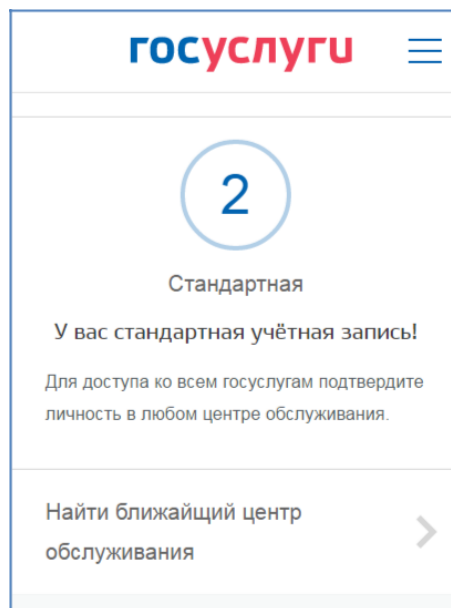 госуслуги
2
Стандартная
У вас стандартная учётная запись!
Для доступа ко всем госуслугам подтвердите
личность в любом центре обслуживания.
Найти ближайщий центр
обслуживания